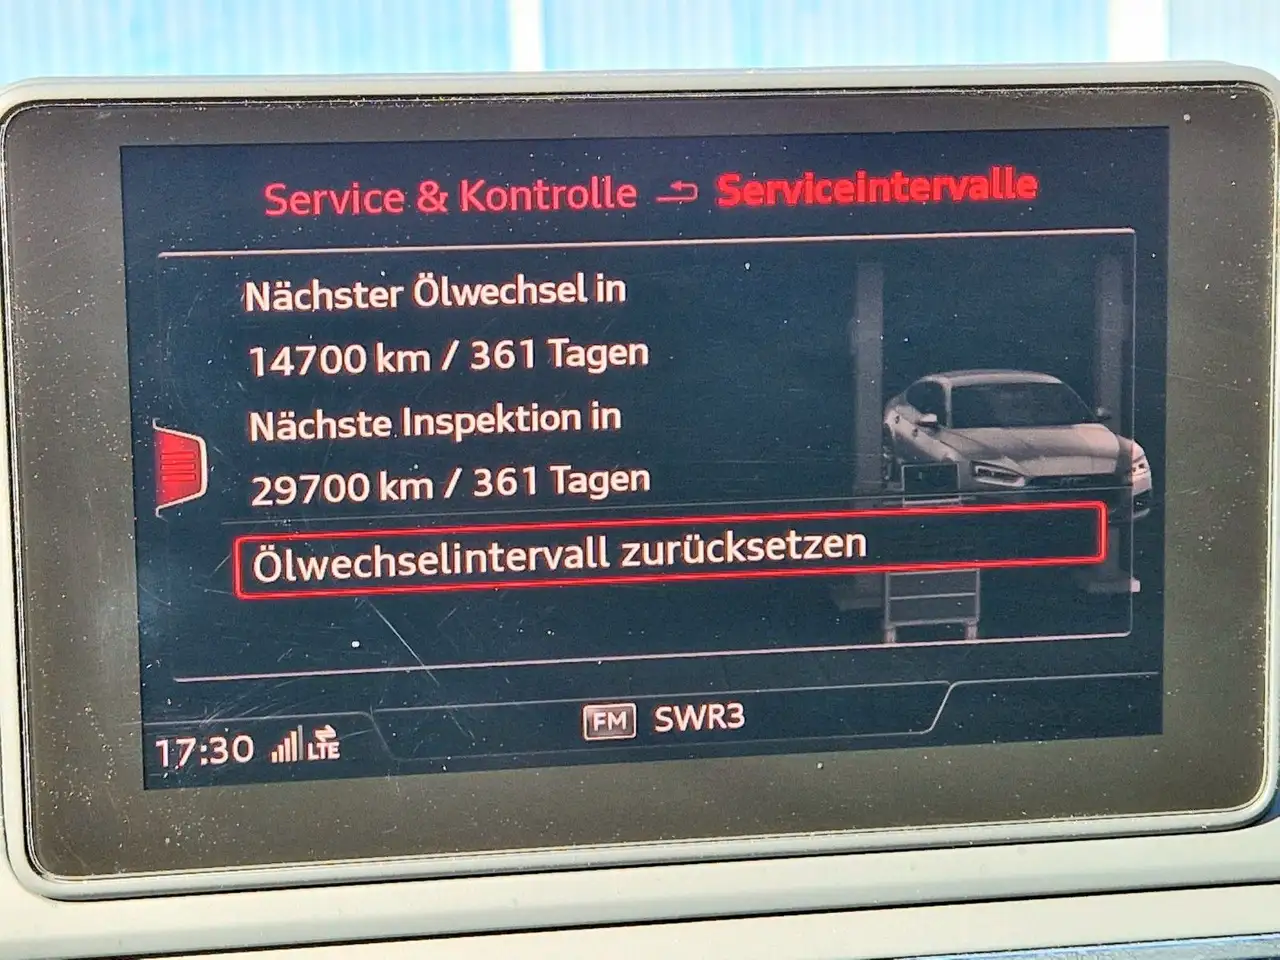 Service & Kontrolle Serviceintervalle
Nächster Ölwechsel in
14700 km / 361 Tagen
Nächste Inspektion in
29700 km / 361 Tagen
Ölwechselintervall zurücksetzen
FM SWR3
17:30 LTE